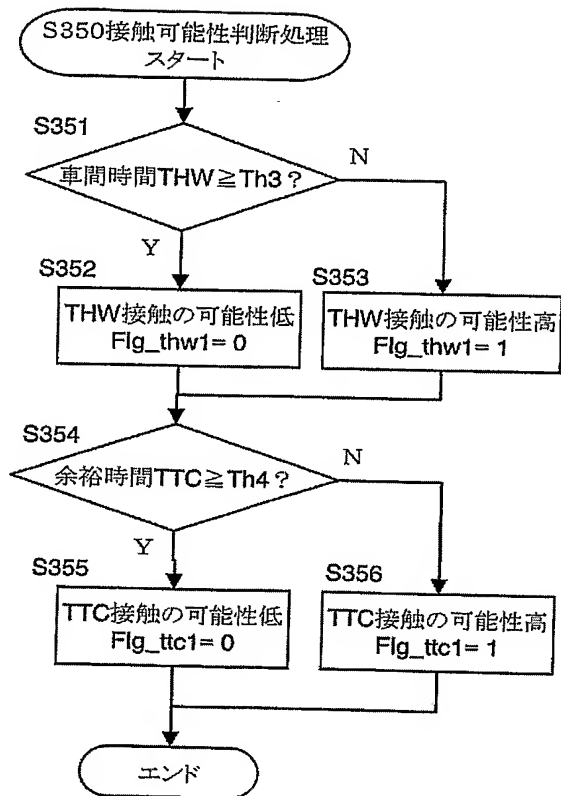 S350接触可能性判断処理
スタート
S351
車間時間THW≧Th3?
N
Y
S352
THW接触の可能性低
Flg_thw1= 0
S353
THW接触の可能性高
Flg_thw1= 1
S354
余裕時間TTC≧Th4?
N
Y
S355
TTC接触の可能性低
Flg_ttc1= 0
S356
TTC接触の可能性高
Flg_ttc1= 1
エンド